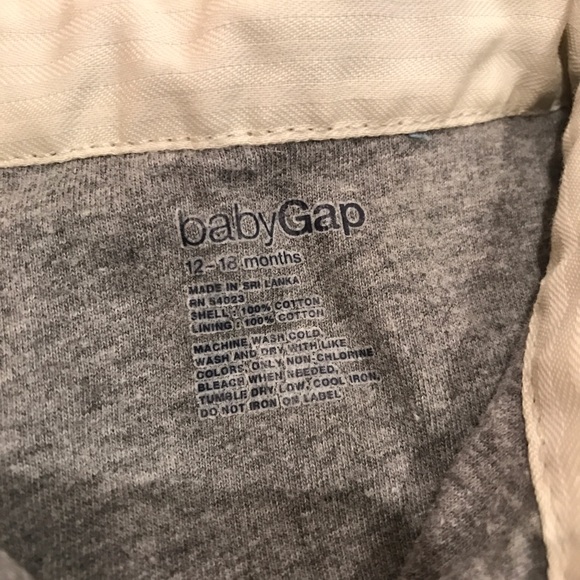 babyGap
12-18 months
MADE IN SRI LANKA
RN 54023
SHELL: 100% COTTON
LINING: 100% COTTON
MACHINE WASH COLD,
WASH AND DRY WITH LIKE
COLORS, ONLY NON-CHLORINE
BLEACH WHEN NEEDED,
TUMBLE DRY LOW, COOL IRON,
DO NOT IRON ON LABEL